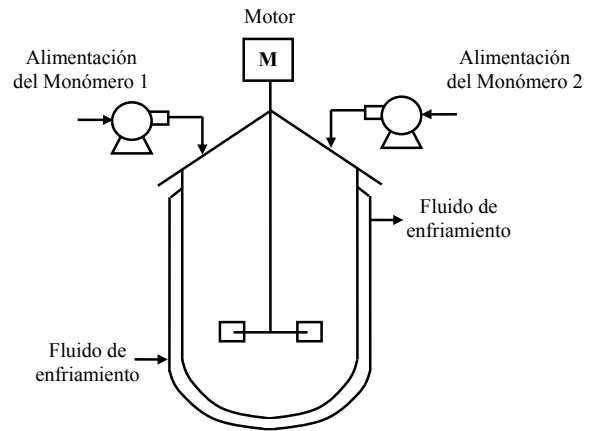 Motor
M
Alimentación
del Monómero 1
Alimentación
del Monómero 2
Fluido de
enfriamiento
Fluido de
enfriamiento